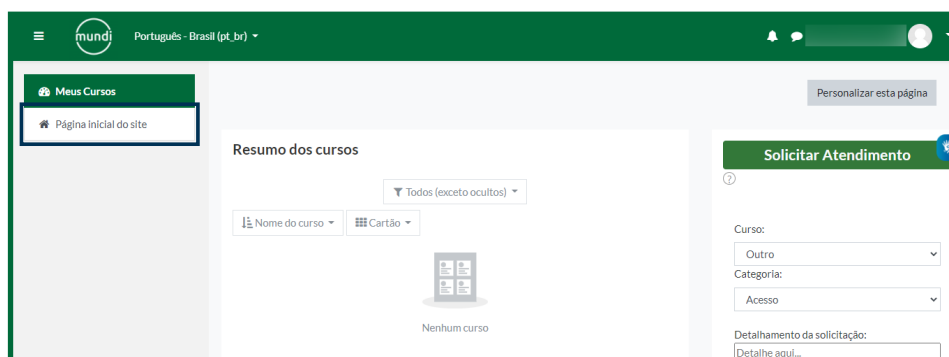 mundi
Português - Brasil (pt_br)
Meus Cursos
Página inicial do site
Personalizar esta página
Resumo dos cursos
Todos (exceto ocultos)
Nome do curso
Cartão
Nenhum curso
Solicitar Atendimento
?
Curso:
Outro
Categoria:
Acesso
Detalhamento da solicitação:
Detalhe aqui...